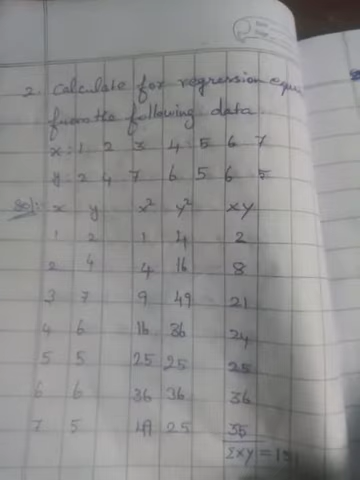 2. Calculate for regression
from the following data
x: 1 2 3 4 5 6 7
y: 2 4 7 6 5 6 5
Sol: x y x² y² xy
1 2 1 4 2
2 4 4 16 8
3 7 9 49 21
4 6 16 36 24
5 5 25 25 25
6 6 36 36 36
7 5 49 25 35
Σxy = 151